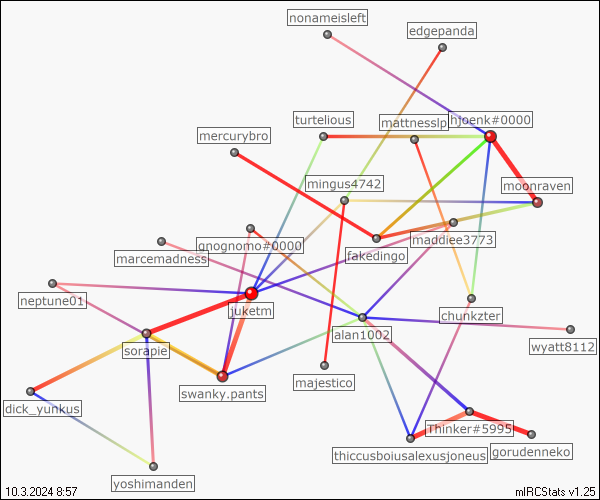 nonameisleft
edgepanda
turtelious
mattnesslp
hjoenk#0000
mercurybro
mingus4742
moonraven
gnognomo#0000
maddiee3773
marcemadness
fakedingo
neptune01
juketm
chunkzter
alan1002
wyatt8112
sorapie
swanky.pants
majestico
dick_yunkus
Thinker#5995
thiccusboiusalexusjoneus
gorudenneko
yoshimanden
10.3.2024 8:57
mIRCStats v1.25